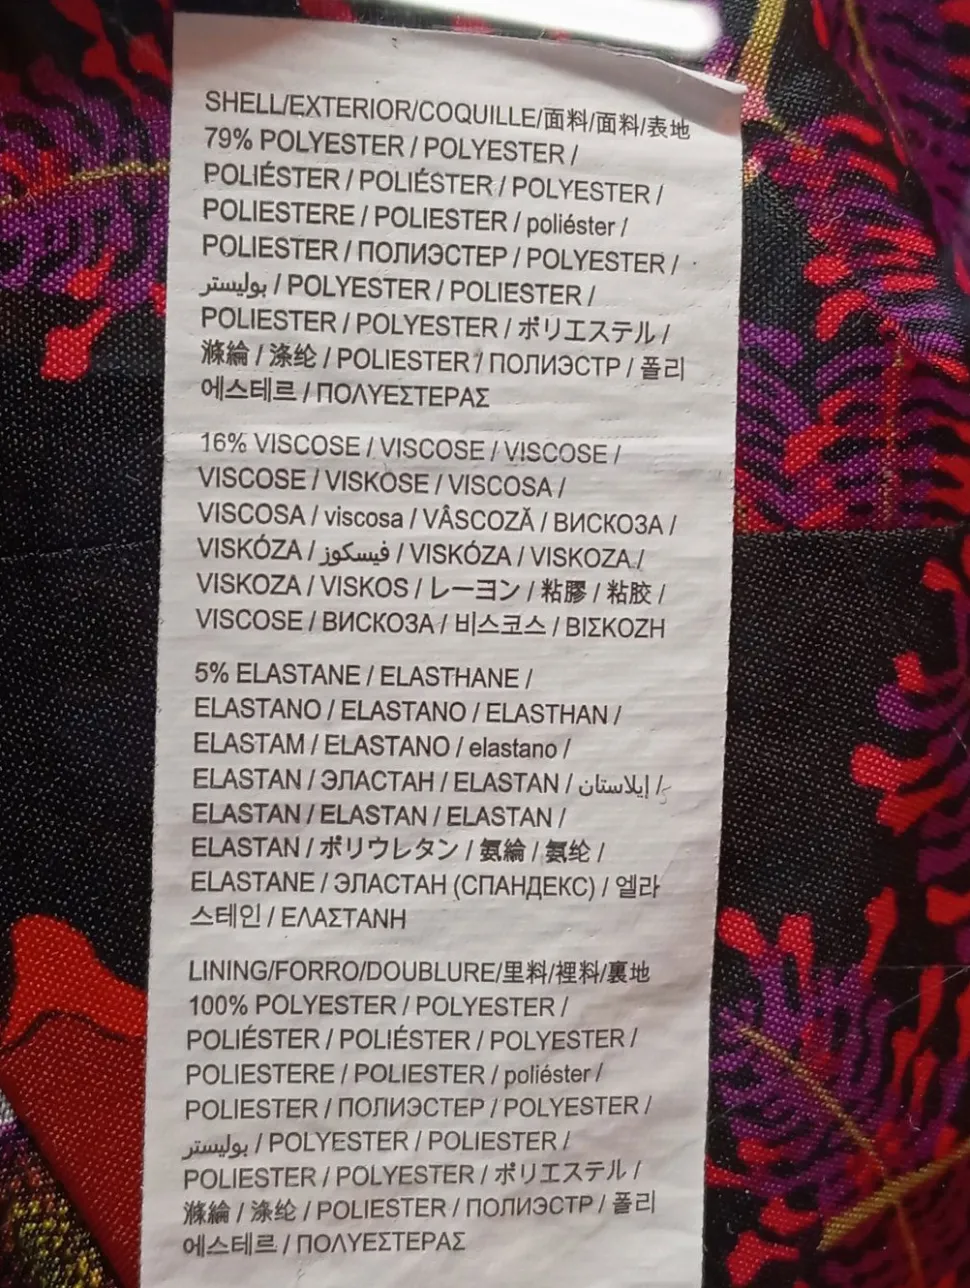 SHELL/EXTERIOR/COQUILLE/面料/面料/表地
79% POLYESTER / POLYESTER /
POLIÉSTER / POLIÉSTER / POLYESTER /
POLIESTERE / POLIESTER / poliéster /
POLIESTER / ПОЛИЭСТЕР / POLYESTER /
بوليستر / POLYESTER / POLIESTER /
POLIESTER / POLYESTER / ポリエステル /
滌綸 / 涤纶 / POLIESTER / ПОЛИЭСТР / 폴리
에스테르 / ΠΟΛΥΕΣΤΕΡΑΣ
16% VISCOSE / VISCOSE / VISCOSE /
VISCOSE / VISKOSE / VISCOSA /
VISCOSA / viscosa / VÂSCOZĂ / ВИСКОЗА /
VISKÓZA / فيسكوز / VISKÓZA / VISKOZA /
VISKOZA / VISKOS / レーヨン / 粘膠 / 粘胶 /
VISCOSE / ВИСКОЗА / 비스코스 / ΒΙΣΚΟΖΗ
5% ELASTANE / ELASTHANE /
ELASTANO / ELASTANO / ELASTHAN /
ELASTAM / ELASTANO / elastano /
ELASTAN / ЭЛАСТАН / ELASTAN / إيلاستان /
ELASTAN / ELASTAN / ELASTAN /
ELASTAN / ポリウレタン / 氨綸 / 氨纶 /
ELASTANE / ЭЛАСТАН (СПАНДЕКС) / 엘라
스테인 / ΕΛΑΣΤΑΝΗ
LINING/FORRO/DOUBLURE/里料/裡料/裏地
100% POLYESTER / POLYESTER /
POLIÉSTER / POLIÉSTER / POLYESTER /
POLIESTERE / POLIESTER / poliéster /
POLIESTER / ПОЛИЭСТЕР / POLYESTER /
بوليستر / POLYESTER / POLIESTER /
POLIESTER / POLYESTER / ポリエステル /
滌綸 / 涤纶 / POLIESTER / ПОЛИЭСТР / 폴리
에스테르 / ΠΟΛΥΕΣΤΕΡΑΣ